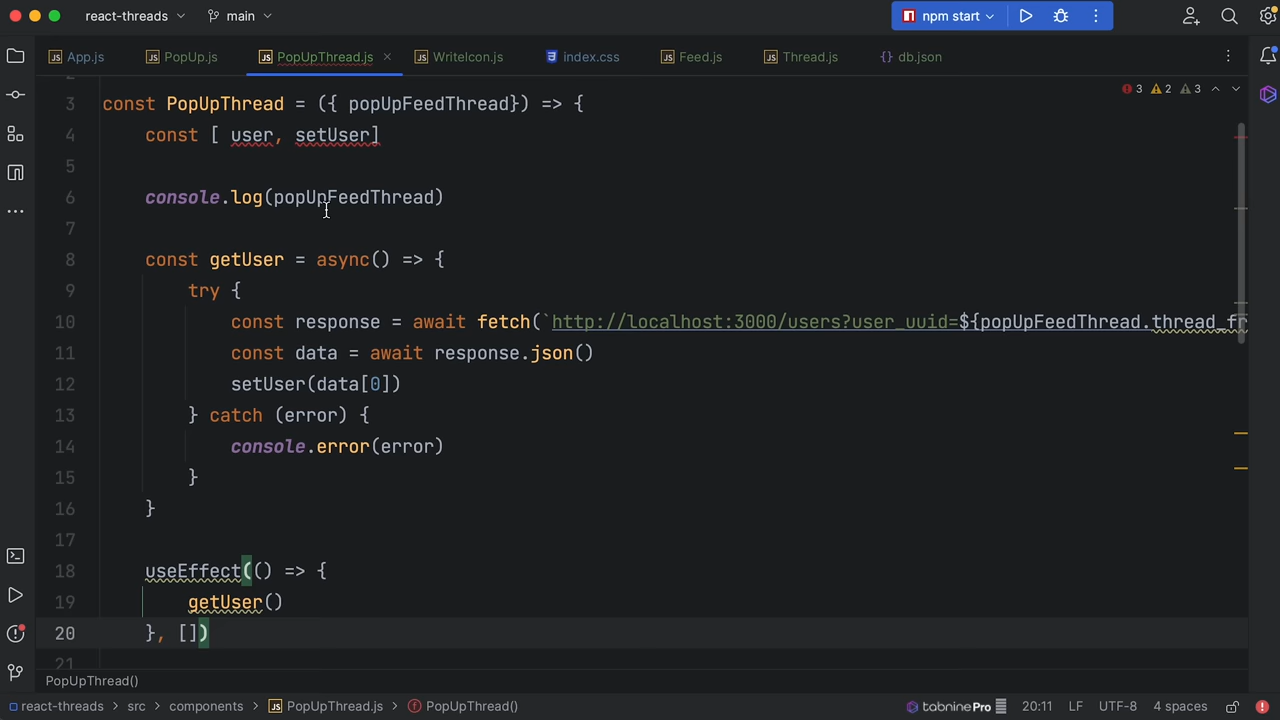 react-threads main npm start
App.js PopUp.js PopUpThread.js WriteIcon.js index.css Feed.js Thread.js {} db.json
3 const PopUpThread = ({ popUpFeedThread}) => { 3 2 3
4 const [ user, setUser]
5
6 console.log(popUpFeedThread)
7
8 const getUser = async() => {
9 try {
10 const response = await fetch(`http://localhost:3000/users?user_uuid=${popUpFeedThread.thread_fr
11 const data = await response.json()
12 setUser(data[0])
13 } catch (error) {
14 console.error(error)
15 }
16 }
17
18 useEffect(() => {
19 getUser()
20 }, [])
21
PopUpThread()
react-threads > src > components > PopUpThread.js > PopUpThread() tabnine Pro 20:11 LF UTF-8 4 spaces